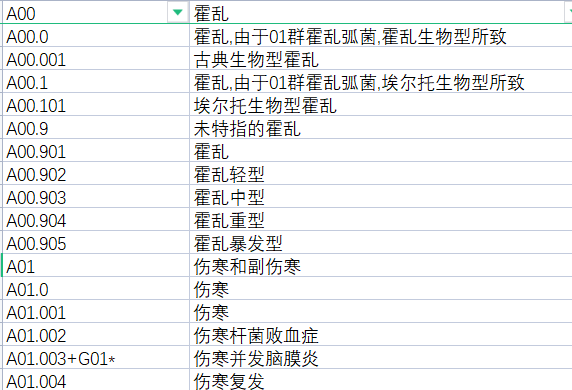 A00 霍乱
A00.0 霍乱,由于01群霍乱弧菌,霍乱生物型所致
A00.001 古典生物型霍乱
A00.1 霍乱,由于01群霍乱弧菌,埃尔托生物型所致
A00.101 埃尔托生物型霍乱
A00.9 未特指的霍乱
A00.901 霍乱
A00.902 霍乱轻型
A00.903 霍乱中型
A00.904 霍乱重型
A00.905 霍乱暴发型
A01 伤寒和副伤寒
A01.0 伤寒
A01.001 伤寒
A01.002 伤寒杆菌败血症
A01.003+G01* 伤寒并发脑膜炎
A01.004 伤寒复发